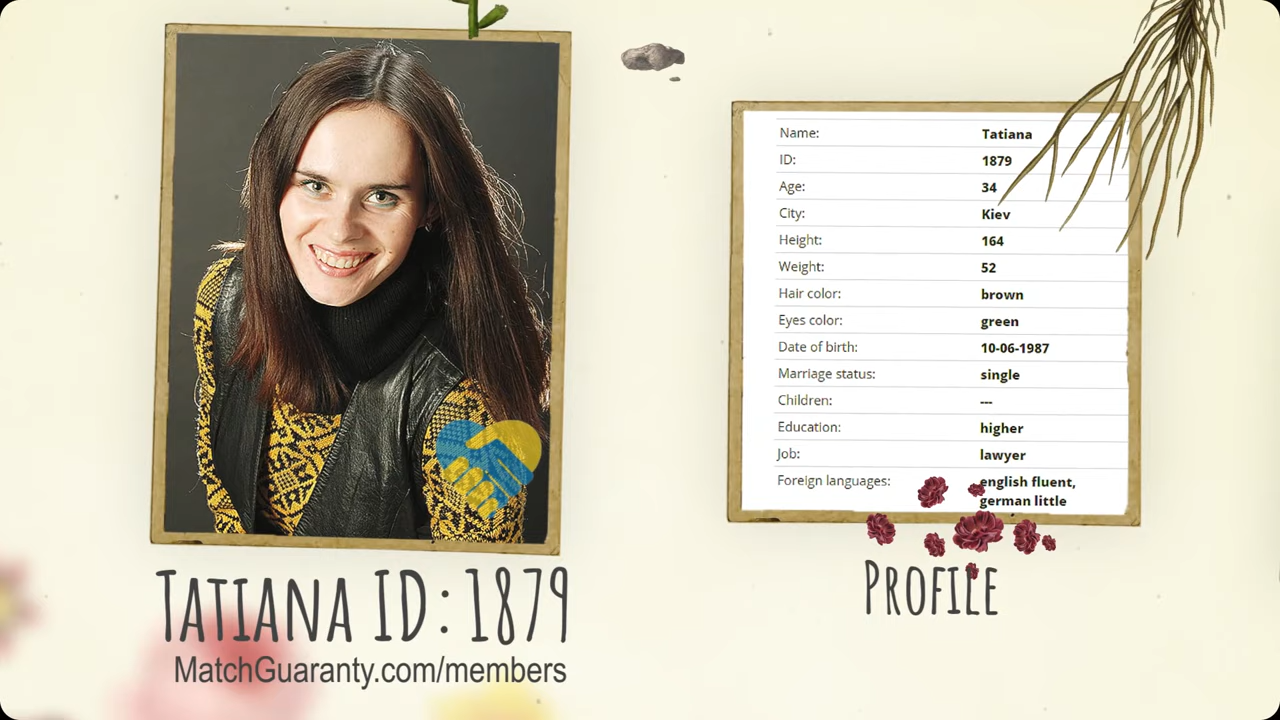 Name: Tatiana
ID: 1879
Age: 34
City: Kiev
Height: 164
Weight: 52
Hair color: brown
Eyes color: green
Date of birth: 10-06-1987
Marriage status: single
Children: ---
Education: higher
Job: lawyer
Foreign languages: english fluent,
german little
Tatiana ID: 1879
MatchGuaranty.com/members
Profile